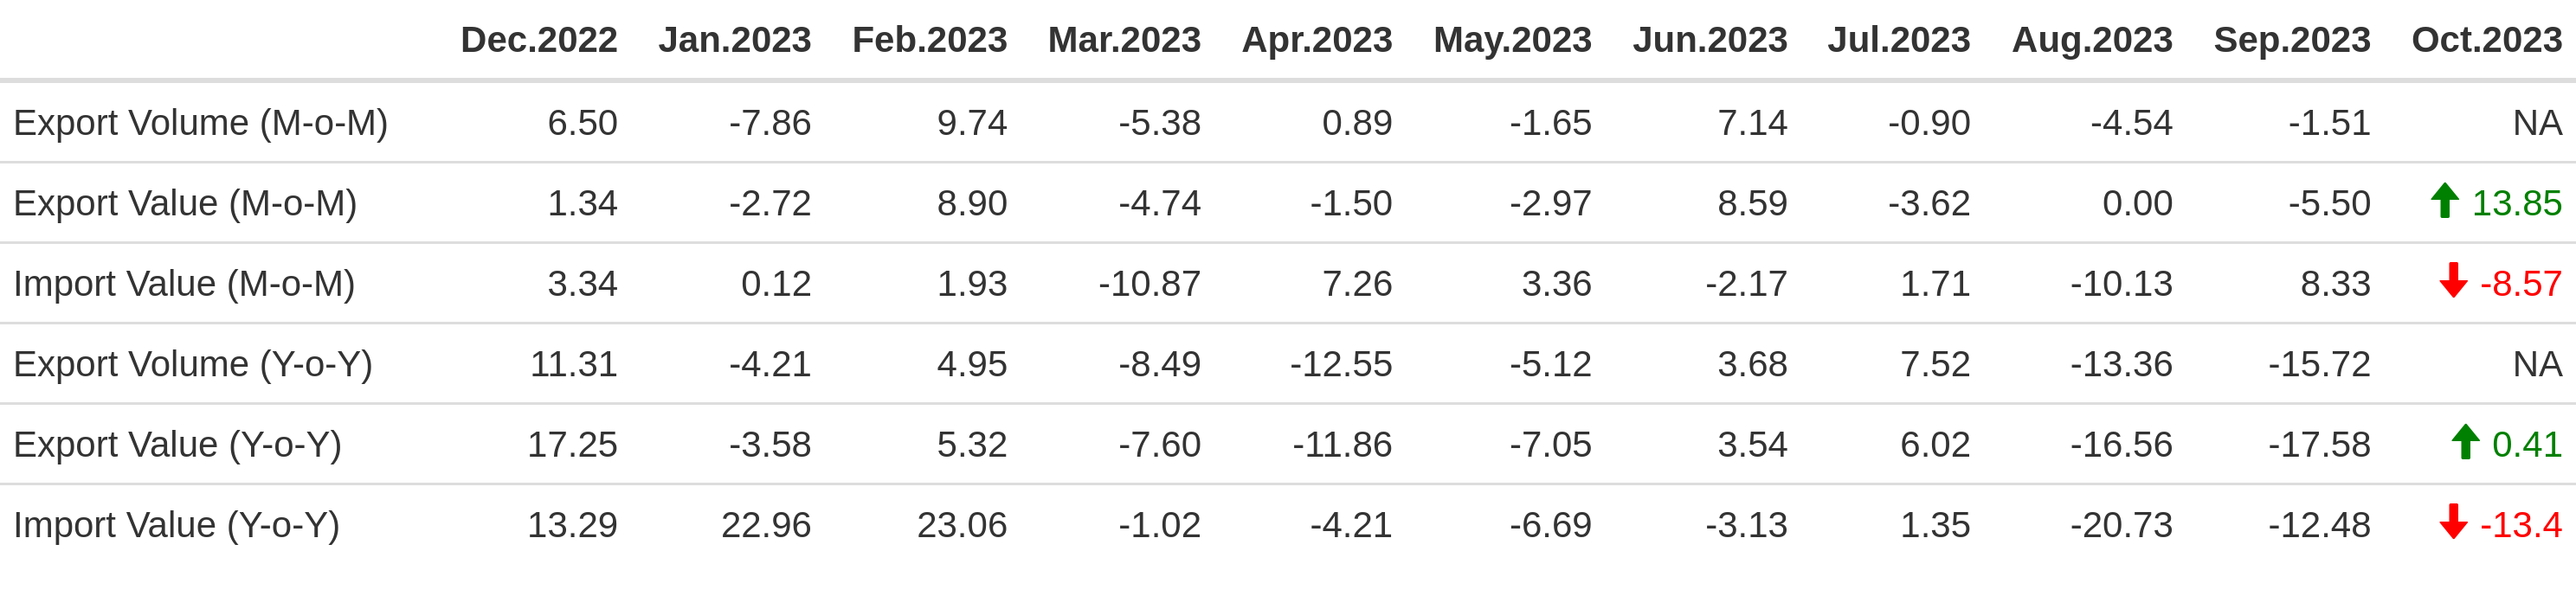 Dec.2022 Jan.2023 Feb.2023 Mar.2023 Apr.2023 May.2023 Jun.2023 Jul.2023 Aug.2023 Sep.2023 Oct.2023
Export Volume (M-o-M) 6.50 -7.86 9.74 -5.38 0.89 -1.65 7.14 -0.90 -4.54 -1.51 NA
Export Value (M-o-M) 1.34 -2.72 8.90 -4.74 -1.50 -2.97 8.59 -3.62 0.00 -5.50 13.85
Import Value (M-o-M) 3.34 0.12 1.93 -10.87 7.26 3.36 -2.17 1.71 -10.13 8.33 -8.57
Export Volume (Y-o-Y) 11.31 -4.21 4.95 -8.49 -12.55 -5.12 3.68 7.52 -13.36 -15.72 NA
Export Value (Y-o-Y) 17.25 -3.58 5.32 -7.60 -11.86 -7.05 3.54 6.02 -16.56 -17.58 0.41
Import Value (Y-o-Y) 13.29 22.96 23.06 -1.02 -4.21 -6.69 -3.13 1.35 -20.73 -12.48 -13.4